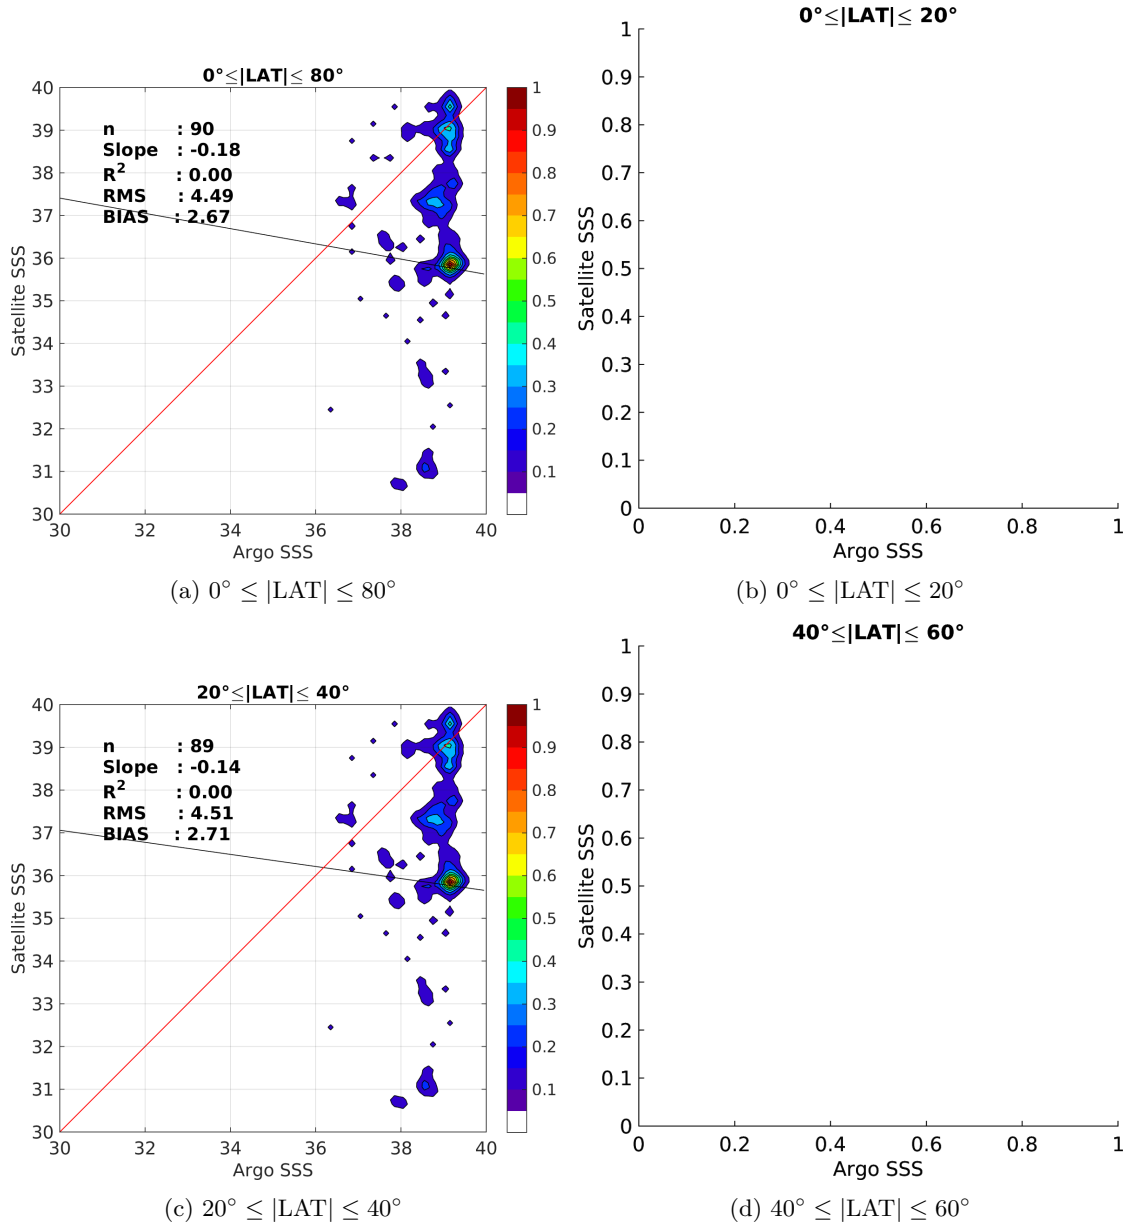 0°≤|LAT|≤ 80°
n : 90
Slope : -0.18
R² : 0.00
RMS : 4.49
BIAS : 2.67
Satellite SSS
40
39
38
37
36
35
34
33
32
31
30
30 32 34 36 38 40
Argo SSS
1
0.9
0.8
0.7
0.6
0.5
0.4
0.3
0.2
0.1
(a) 0° ≤ |LAT| ≤ 80°
0°≤|LAT|≤ 20°
Satellite SSS
1
0.9
0.8
0.7
0.6
0.5
0.4
0.3
0.2
0.1
0
0 0.2 0.4 0.6 0.8 1
Argo SSS
(b) 0° ≤ |LAT| ≤ 20°
20°≤|LAT|≤ 40°
n : 89
Slope : -0.14
R² : 0.00
RMS : 4.51
BIAS : 2.71
Satellite SSS
40
39
38
37
36
35
34
33
32
31
30
30 32 34 36 38 40
Argo SSS
1
0.9
0.8
0.7
0.6
0.5
0.4
0.3
0.2
0.1
(c) 20° ≤ |LAT| ≤ 40°
40°≤|LAT|≤ 60°
Satellite SSS
1
0.9
0.8
0.7
0.6
0.5
0.4
0.3
0.2
0.1
0
0 0.2 0.4 0.6 0.8 1
Argo SSS
(d) 40° ≤ |LAT| ≤ 60°